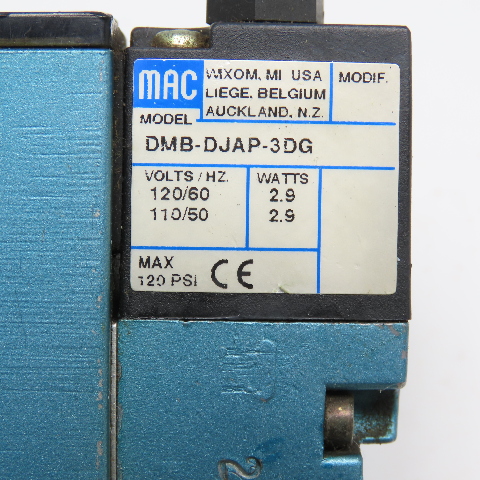 MAC
WIXOM, MI USA
LIEGE, BELGIUM
AUCKLAND, N.Z.
MODIF.
MODEL
DMB-DJAP-3DG
VOLTS/HZ. WATTS
120/60 2.9
110/50 2.9
MAX
120 PSI CE
2